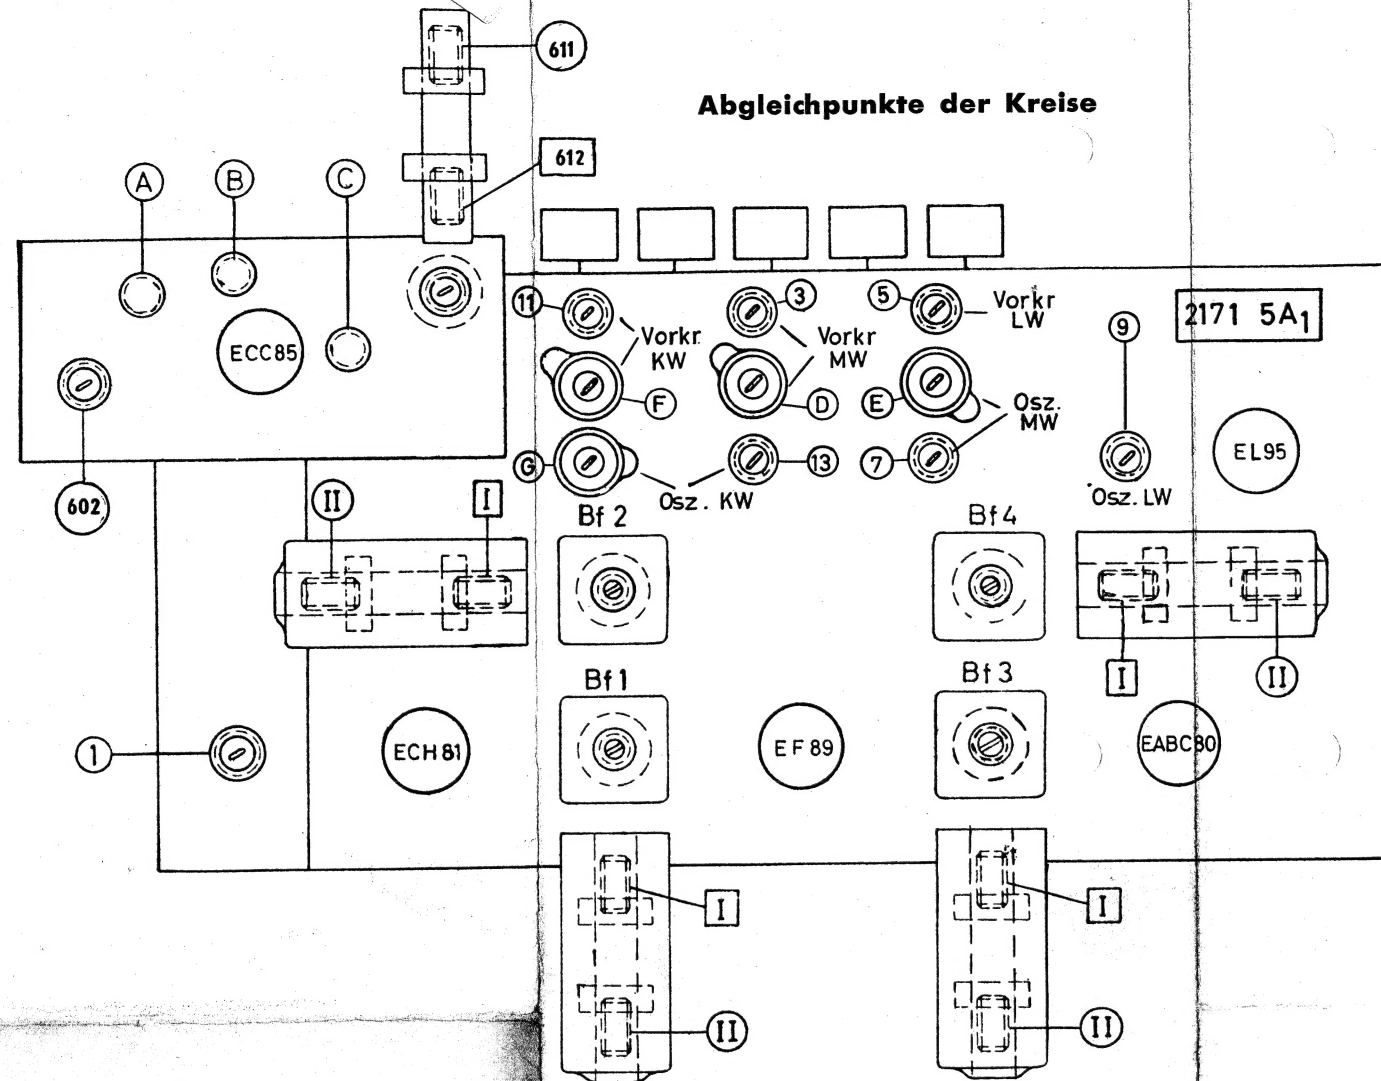 611
Abgleichpunkte der Kreise
612
A
B
C
11
3
5
Vorkr
LW
2171 5A1
9
Vorkr
KW
Vorkr
MW
ECC85
F
D
E
Osz.
MW
EL95
G
13
7
Osz. KW
Osz. LW
602
II
I
Bf 2
Bf 4
I
II
Bf 1
Bf 3
1
ECH 81
EF 89
EABC80
I
I
II
II